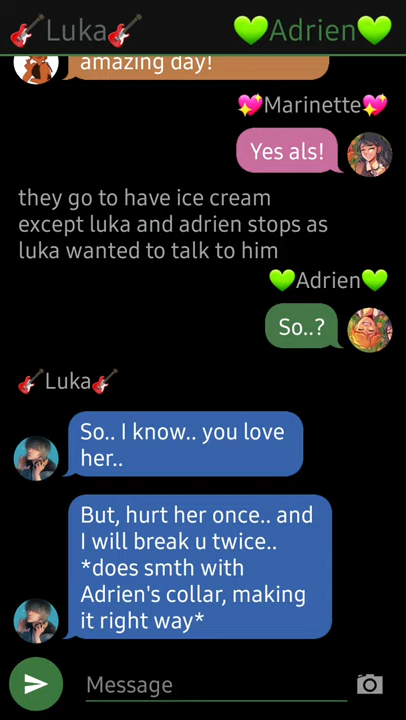 🎸Luka🎸
💚Adrien💚
amazing day!
💖Marinette💖
Yes als!
they go to have ice cream
except luka and adrien stops as
luka wanted to talk to him
💚Adrien💚
So..?
🎸Luka🎸
So.. I know.. you love
her..
But, hurt her once.. and
I will break u twice..
*does smth with
Adrien's collar, making
it right way*
Message